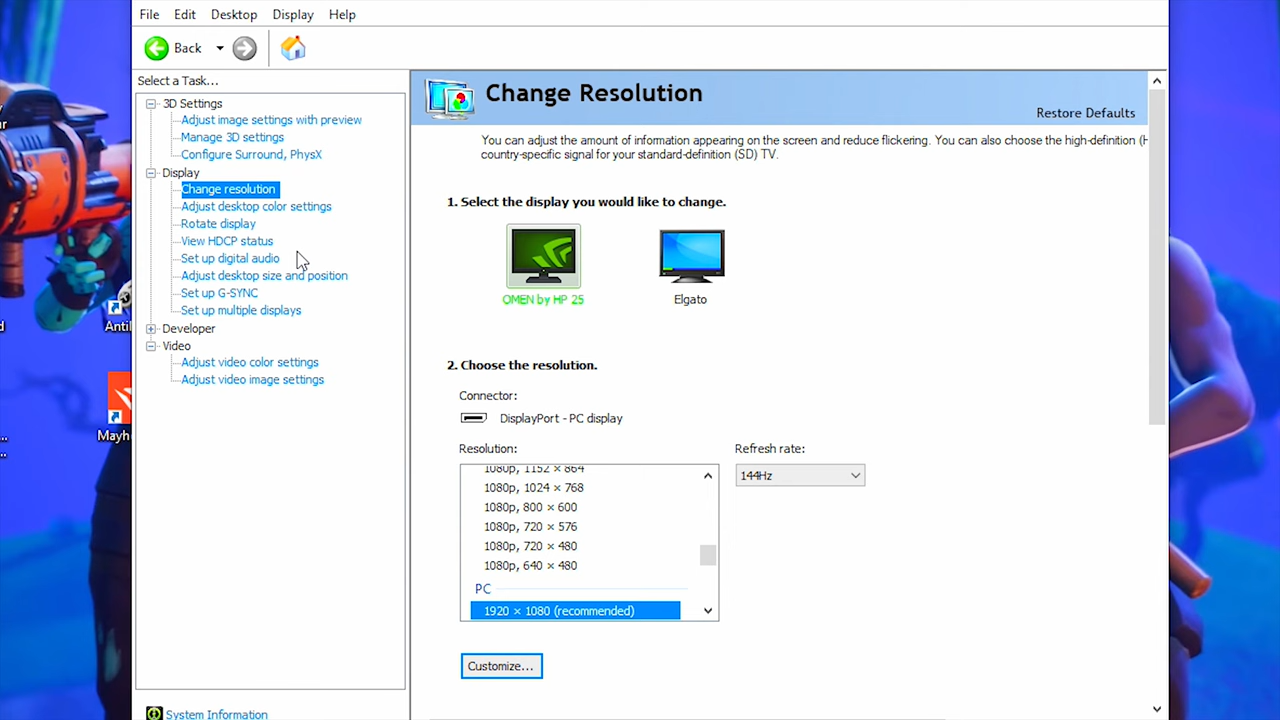 File Edit Desktop Display Help
Back
Select a Task...
3D Settings
Adjust image settings with preview
Manage 3D settings
Configure Surround, PhysX
Display
Change resolution
Adjust desktop color settings
Rotate display
View HDCP status
Set up digital audio
Adjust desktop size and position
Set up G-SYNC
Set up multiple displays
Developer
Video
Adjust video color settings
Adjust video image settings
System Information
Change Resolution
Restore Defaults
You can adjust the amount of information appearing on the screen and reduce flickering. You can also choose the high-definition (H
country-specific signal for your standard-definition (SD) TV.
1. Select the display you would like to change.
OMEN by HP 25
Elgato
2. Choose the resolution.
Connector:
DisplayPort - PC display
Resolution:
Refresh rate:
144Hz
1080p, 1152 × 864
1080p, 1024 × 768
1080p, 800 × 600
1080p, 720 × 576
1080p, 720 × 480
1080p, 640 × 480
PC
1920 × 1080 (recommended)
Customize...